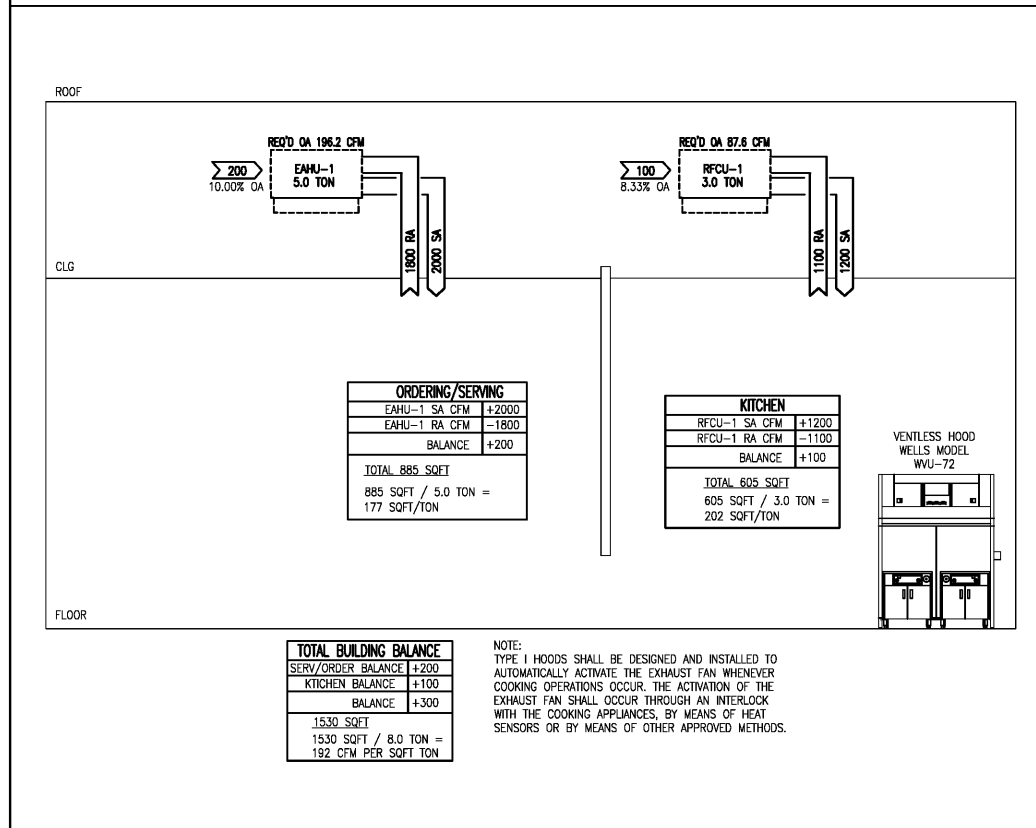 ROOF
REQ'D OA 196.2 CFM
200
EAHU-1
5.0 TON
10.00% OA
1800 RA
2000 SA
REQ'D OA 87.6 CFM
100
RFCU-1
3.0 TON
8.33% OA
1100 RA
1200 SA
CLG
ORDERING/SERVING
EAHU-1 SA CFM +2000
EAHU-1 RA CFM -1800
BALANCE +200
TOTAL 885 SQFT
885 SQFT / 5.0 TON =
177 SQFT/TON
KITCHEN
RFCU-1 SA CFM +1200
RFCU-1 RA CFM -1100
BALANCE +100
TOTAL 605 SQFT
605 SQFT / 3.0 TON =
202 SQFT/TON
VENTLESS HOOD
WELLS MODEL
WVU-72
FLOOR
TOTAL BUILDING BALANCE
SERV/ORDER BALANCE +200
KTICHEN BALANCE +100
BALANCE +300
1530 SQFT
1530 SQFT / 8.0 TON =
192 CFM PER SQFT TON
NOTE:
TYPE I HOODS SHALL BE DESIGNED AND INSTALLED TO
AUTOMATICALLY ACTIVATE THE EXHAUST FAN WHENEVER
COOKING OPERATIONS OCCUR. THE ACTIVATION OF THE
EXHAUST FAN SHALL OCCUR THROUGH AN INTERLOCK
WITH THE COOKING APPLIANCES, BY MEANS OF HEAT
SENSORS OR BY MEANS OF OTHER APPROVED METHODS.